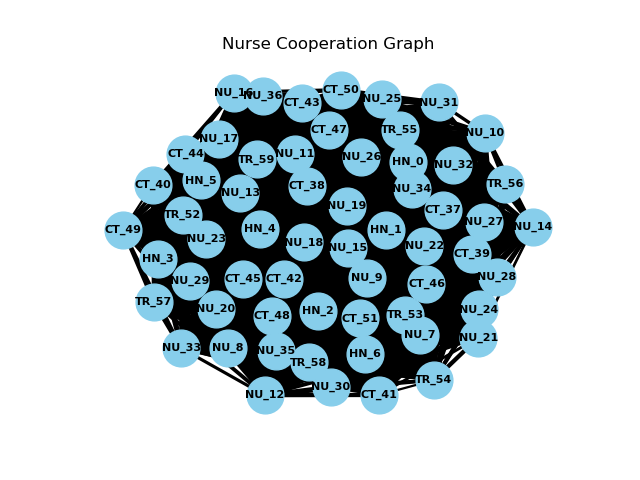 Nurse Cooperation Graph
CT_50
NU_16
NU_36
NU_25
CT_43
NU_31
CT_47
TR_55
NU_10
NU_17
CT_44
NU_11
NU_26
TR_59
HN_0
NU_32
HN_5
CT_40
CT_38
TR_56
NU_13
NU_34
NU_19
CT_37
TR_52
NU_27
CT_49
HN_4
HN_1
NU_14
NU_23
NU_18
NU_15
NU_22
CT_39
HN_3
NU_29
CT_45
CT_42
NU_9
NU_28
CT_46
TR_57
NU_20
HN_2
NU_24
CT_48
CT_51
TR_53
NU_7
NU_21
NU_33
NU_8
NU_35
HN_6
TR_58
TR_54
NU_30
NU_12
CT_41